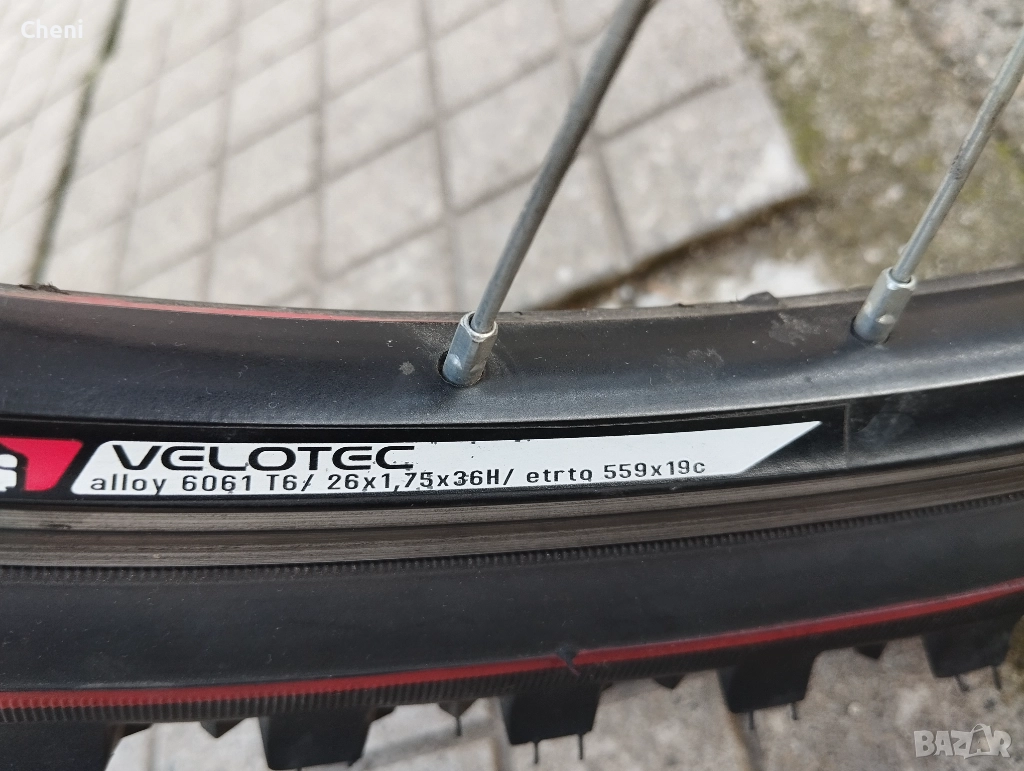 Cheni
VELOTEC
alloy 6061 T6/ 26x1,75x36H/ etrto 559x19c
BAZAR